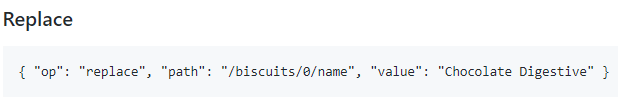 Replace
{ "op": "replace", "path": "/biscuits/0/name", "value": "Chocolate Digestive" }